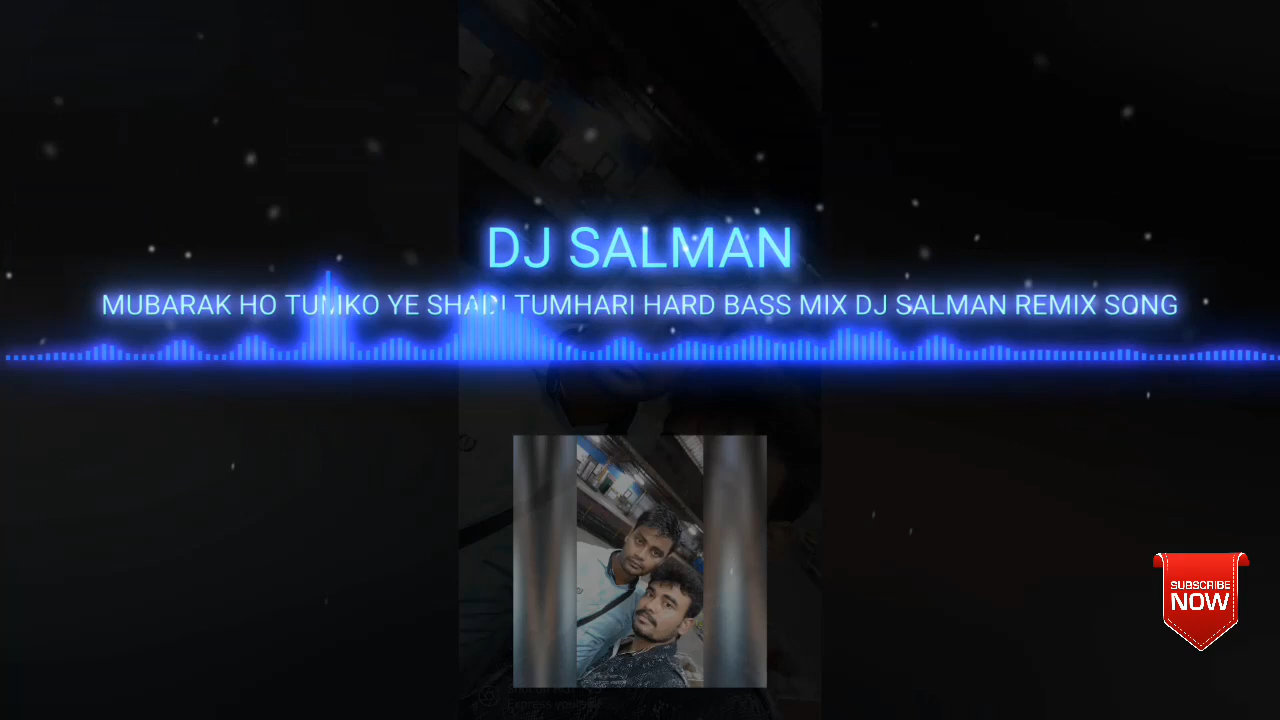 DJ SALMAN
MUBARAK HO TUMKO YE SHADI TUMHARI HARD BASS MIX DJ SALMAN REMIX SONG
SUBSCRIBE
NOW